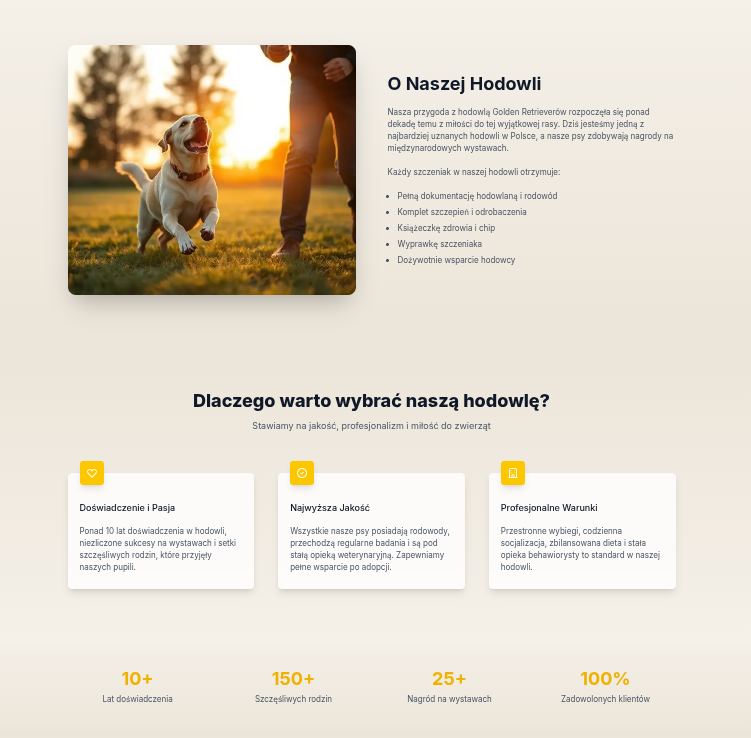 O Naszej Hodowli
Nasza przygoda z hodowlą Golden Retrieverów rozpoczęła się ponad
dekadę temu z miłości do tej wyjątkowej rasy. Dziś jesteśmy jedną z
najbardziej uznanych hodowli w Polsce, a nasze psy zdobywają nagrody na
międzynarodowych wystawach.
Każdy szczeniak w naszej hodowli otrzymuje:
Pełną dokumentację hodowlaną i rodowód
Komplet szczepień i odrobaczenia
Książeczkę zdrowia i chip
Wyprawkę szczeniaka
Dożywotnie wsparcie hodowcy
Dlaczego warto wybrać naszą hodowlę?
Stawiamy na jakość, profesjonalizm i miłość do zwierząt
Doświadczenie i Pasja
Ponad 10 lat doświadczenia w hodowli,
niezliczone sukcesy na wystawach i setki
szczęśliwych rodzin, które przyjęły
naszych pupili.
Najwyższa Jakość
Wszystkie nasze psy posiadają rodowody,
przechodzą regularne badania i są pod
stałą opieką weterynaryjną. Zapewniamy
pełne wsparcie po adopcji.
Profesjonalne Warunki
Przestronne wybiegi, codzienna
socjalizacja, zbilansowana dieta i stała
opieka behawiorysty to standard w naszej
hodowli.
10+
Lat doświadczenia
150+
Szczęśliwych rodzin
25+
Nagród na wystawach
100%
Zadowolonych klientów